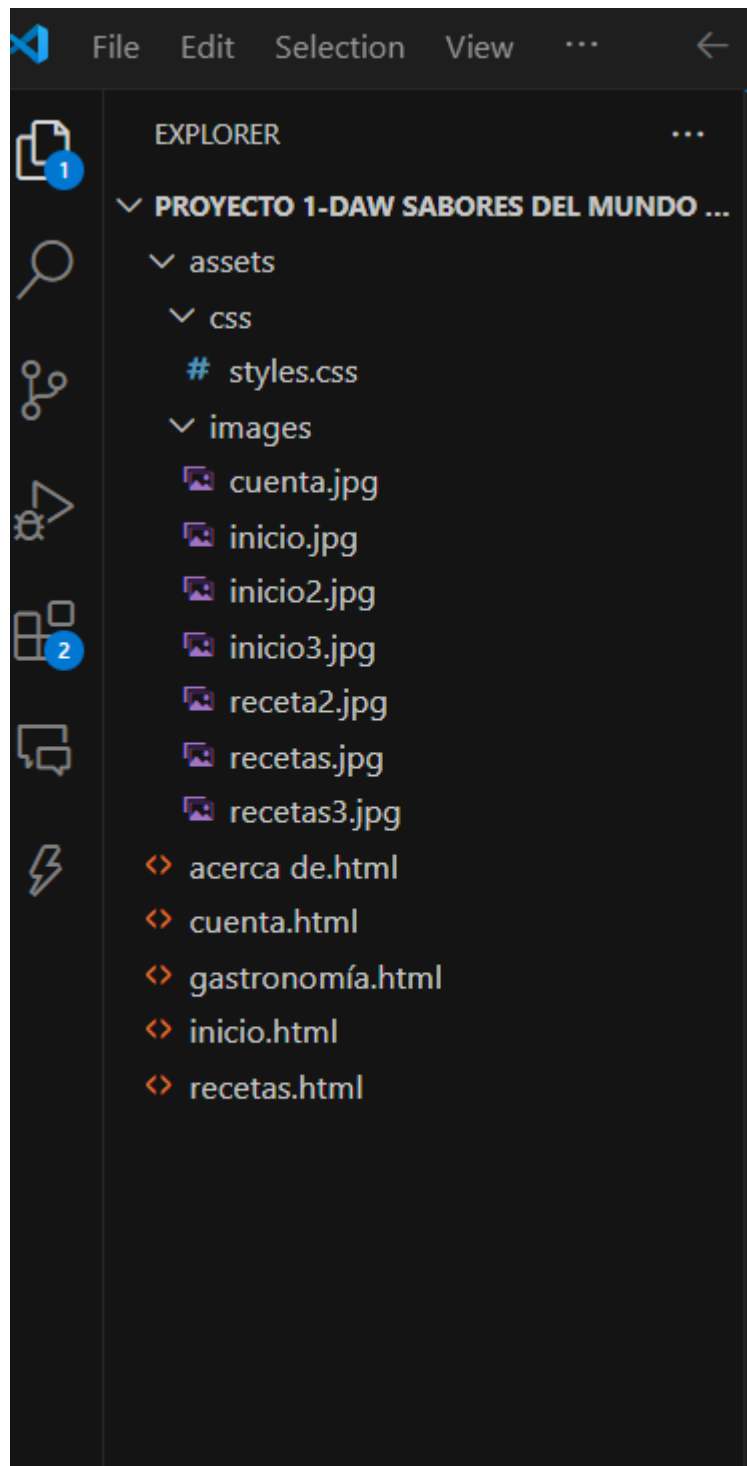 File Edit Selection View ...
EXPLORER ...
1
PROYECTO 1-DAW SABORES DEL MUNDO ...
assets
css
# styles.css
images
cuenta.jpg
inicio.jpg
inicio2.jpg
2
inicio3.jpg
receta2.jpg
recetas.jpg
recetas3.jpg
acerca de.html
cuenta.html
gastronomía.html
inicio.html
recetas.html